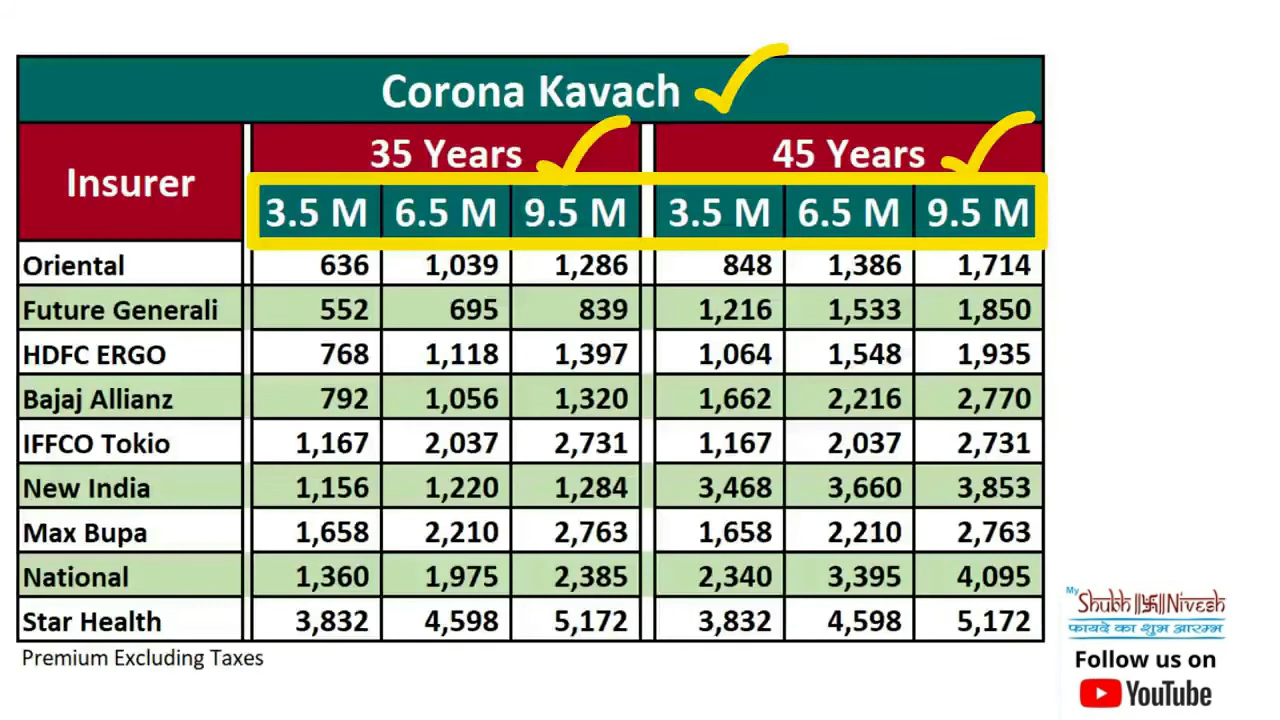 Corona Kavach
Insurer 35 Years 45 Years
3.5 M 6.5 M 9.5 M 3.5 M 6.5 M 9.5 M
Oriental 636 1,039 1,286 848 1,386 1,714
Future Generali 552 695 839 1,216 1,533 1,850
HDFC ERGO 768 1,118 1,397 1,064 1,548 1,935
Bajaj Allianz 792 1,056 1,320 1,662 2,216 2,770
IFFCO Tokio 1,167 2,037 2,731 1,167 2,037 2,731
New India 1,156 1,220 1,284 3,468 3,660 3,853
Max Bupa 1,658 2,210 2,763 1,658 2,210 2,763
National 1,360 1,975 2,385 2,340 3,395 4,095
Star Health 3,832 4,598 5,172 3,832 4,598 5,172
Premium Excluding Taxes
My
Shubh ||卐|| Nivesh
फायदे का शुभ आरम्भ
Follow us on
YouTube